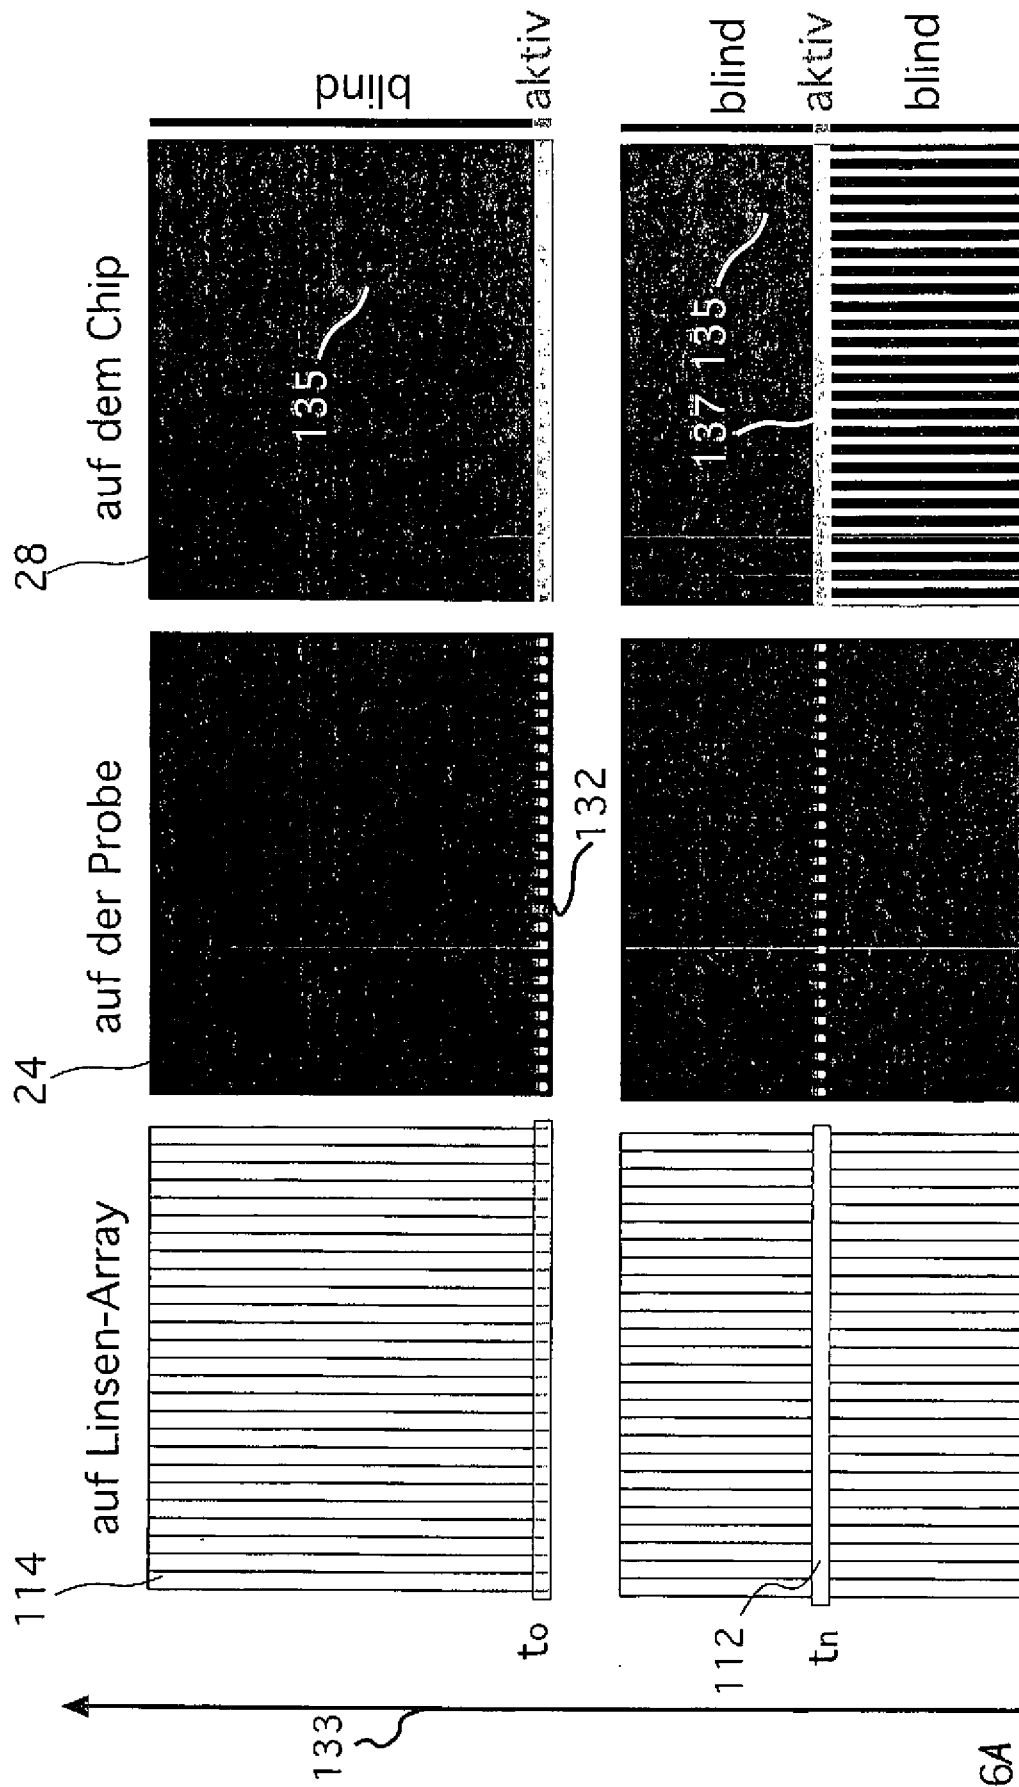 114 auf Linsen-Array
24 auf der Probe
28 auf dem Chip
133
to
132
135
blind
aktiv
112
tn
137 135
blind
aktiv
blind
6A